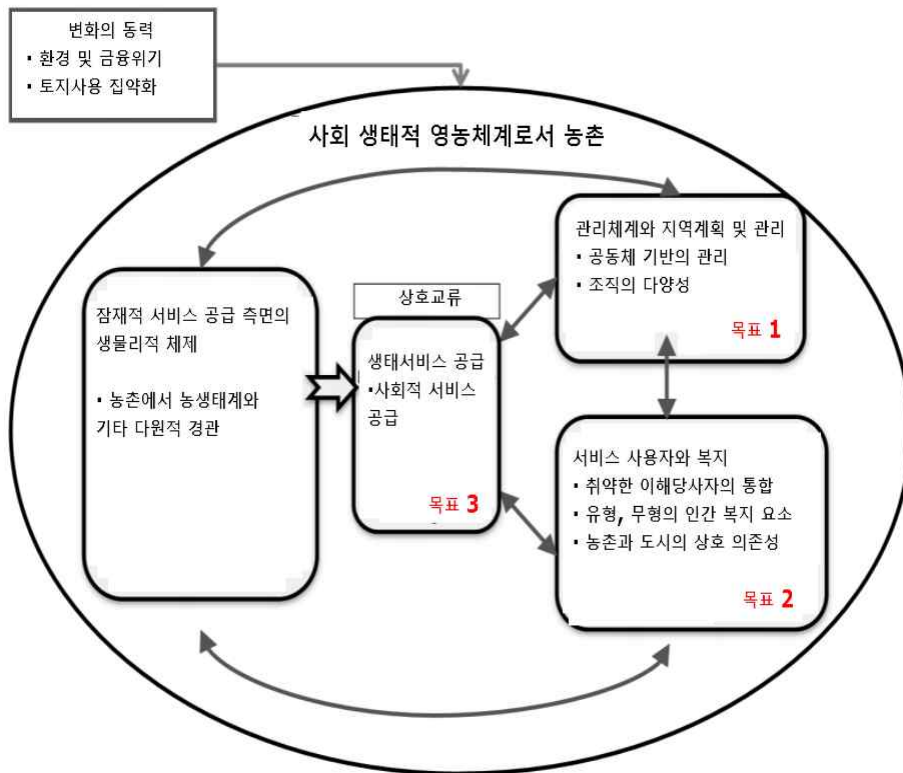 변화의 동력
▪ 환경 및 금융위기
▪ 토지사용 집약화
사회 생태적 영농체계로서 농촌
관리체계와 지역계획 및 관리
▪ 공동체 기반의 관리
▪ 조직의 다양성
목표 1
잠재적 서비스 공급 측면의
생물리적 체제
▪ 농촌에서 농생태계와
기타 다원적 경관
상호교류
생태서비스 공급
▪사회적 서비스
공급
목표 3
서비스 사용자와 복지
▪ 취약한 이해당사자의 통합
▪ 유형, 무형의 인간 복지 요소
▪ 농촌과 도시의 상호 의존성
목표 2